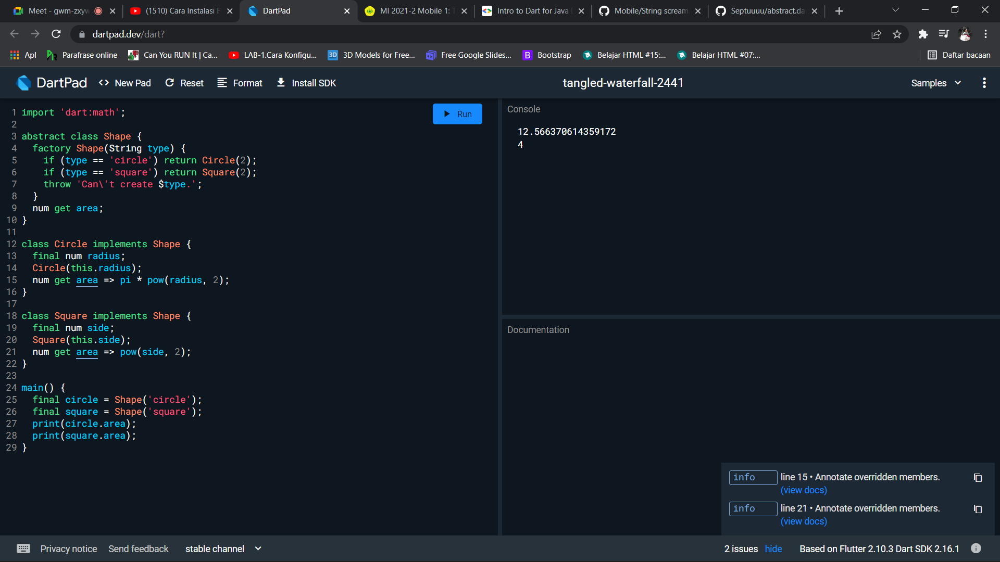 Meet - gwm-zxyw
(1510) Cara Instalasi F
DartPad
MI 2021-2 Mobile 1: T
Intro to Dart for Java
Mobile/String scream
Septuuuu/abstract.da
dartpad.dev/dart?
Apl
Parafrase online
Can You RUN It | Ca...
LAB-1.Cara Konfigu...
3D Models for Free...
Free Google Slides...
Bootstrap
Belajar HTML #15:...
Belajar HTML #07:...
Daftar bacaan
DartPad
New Pad
Reset
Format
Install SDK
tangled-waterfall-2441
Samples
Run
1 import 'dart:math';
2
3 abstract class Shape {
4   factory Shape(String type) {
5     if (type == 'circle') return Circle(2);
6     if (type == 'square') return Square(2);
7     throw 'Can\'t create $type.';
8   }
9   num get area;
10 }
11
12 class Circle implements Shape {
13   final num radius;
14   Circle(this.radius);
15   num get area => pi * pow(radius, 2);
16 }
17
18 class Square implements Shape {
19   final num side;
20   Square(this.side);
21   num get area => pow(side, 2);
22 }
23
24 main() {
25   final circle = Shape('circle');
26   final square = Shape('square');
27   print(circle.area);
28   print(square.area);
29 }
Console
12.566370614359172
4
Documentation
info line 15 • Annotate overridden members.
(view docs)
info line 21 • Annotate overridden members.
(view docs)
Privacy notice
Send feedback
stable channel
2 issues hide
Based on Flutter 2.10.3 Dart SDK 2.16.1